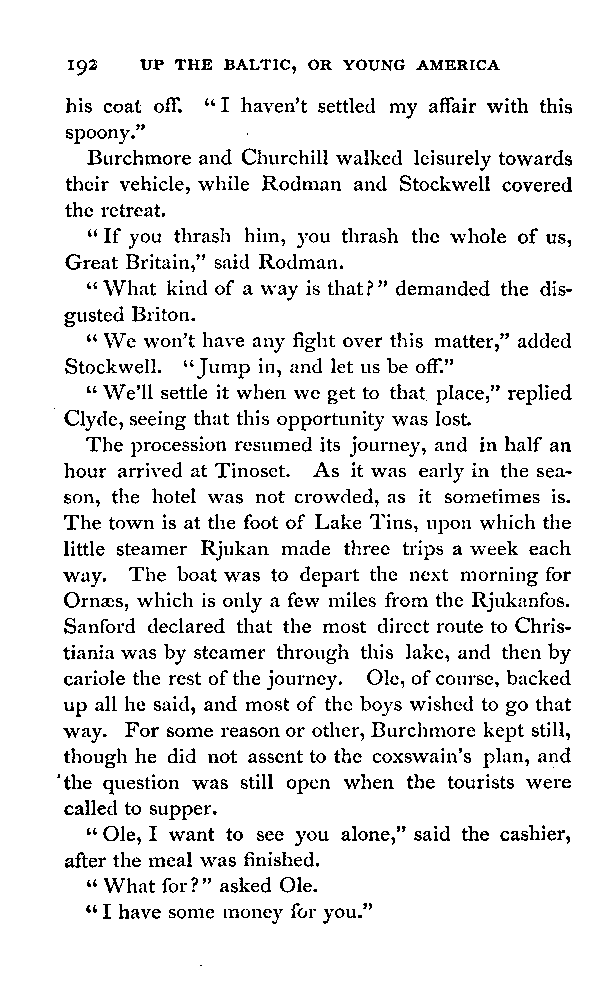 192 UP THE BALTIC, OR YOUNG AMERICA
his coat off. “I haven’t settled my affair with this
spoony.”
Burchmore and Churchill walked leisurely towards
their vehicle, while Rodman and Stockwell covered
the retreat.
“If you thrash him, you thrash the whole of us,
Great Britain,” said Rodman.
“What kind of a way is that?” demanded the dis-
gusted Briton.
“We won’t have any fight over this matter,” added
Stockwell. “Jump in, and let us be off.”
“We’ll settle it when we get to that place,” replied
Clyde, seeing that this opportunity was lost.
The procession resumed its journey, and in half an
hour arrived at Tinoset. As it was early in the sea-
son, the hotel was not crowded, as it sometimes is.
The town is at the foot of Lake Tins, upon which the
little steamer Rjukan made three trips a week each
way. The boat was to depart the next morning for
Ornæs, which is only a few miles from the Rjukanfos.
Sanford declared that the most direct route to Chris-
tiania was by steamer through this lake, and then by
cariole the rest of the journey. Ole, of course, backed
up all he said, and most of the boys wished to go that
way. For some reason or other, Burchmore kept still,
though he did not assent to the coxswain’s plan, and
the question was still open when the tourists were
called to supper.
“Ole, I want to see you alone,” said the cashier,
after the meal was finished.
“What for?” asked Ole.
“I have some money for you.”